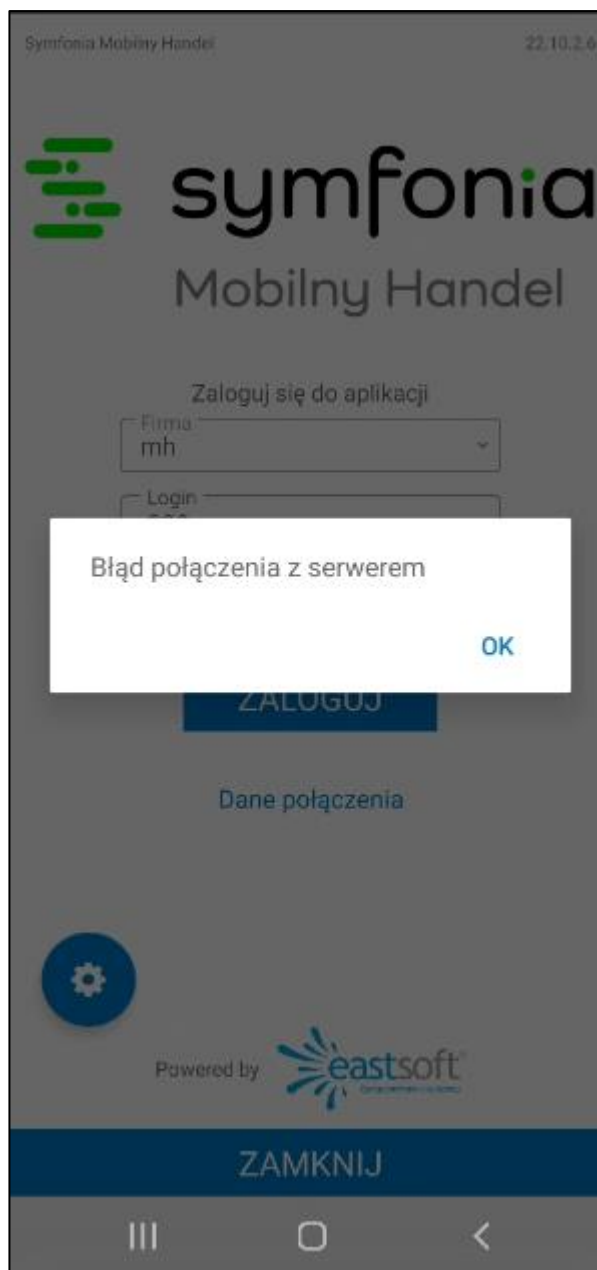 Symfonia Mobilny Handel 22.10.2.6
symfonia
Mobilny Handel
Zaloguj się do aplikacji
Firma
mh
Login
Błąd połączenia z serwerem
OK
ZALOGUJ
Dane połączenia
Powered by eastsoft
ZAMKNIJ